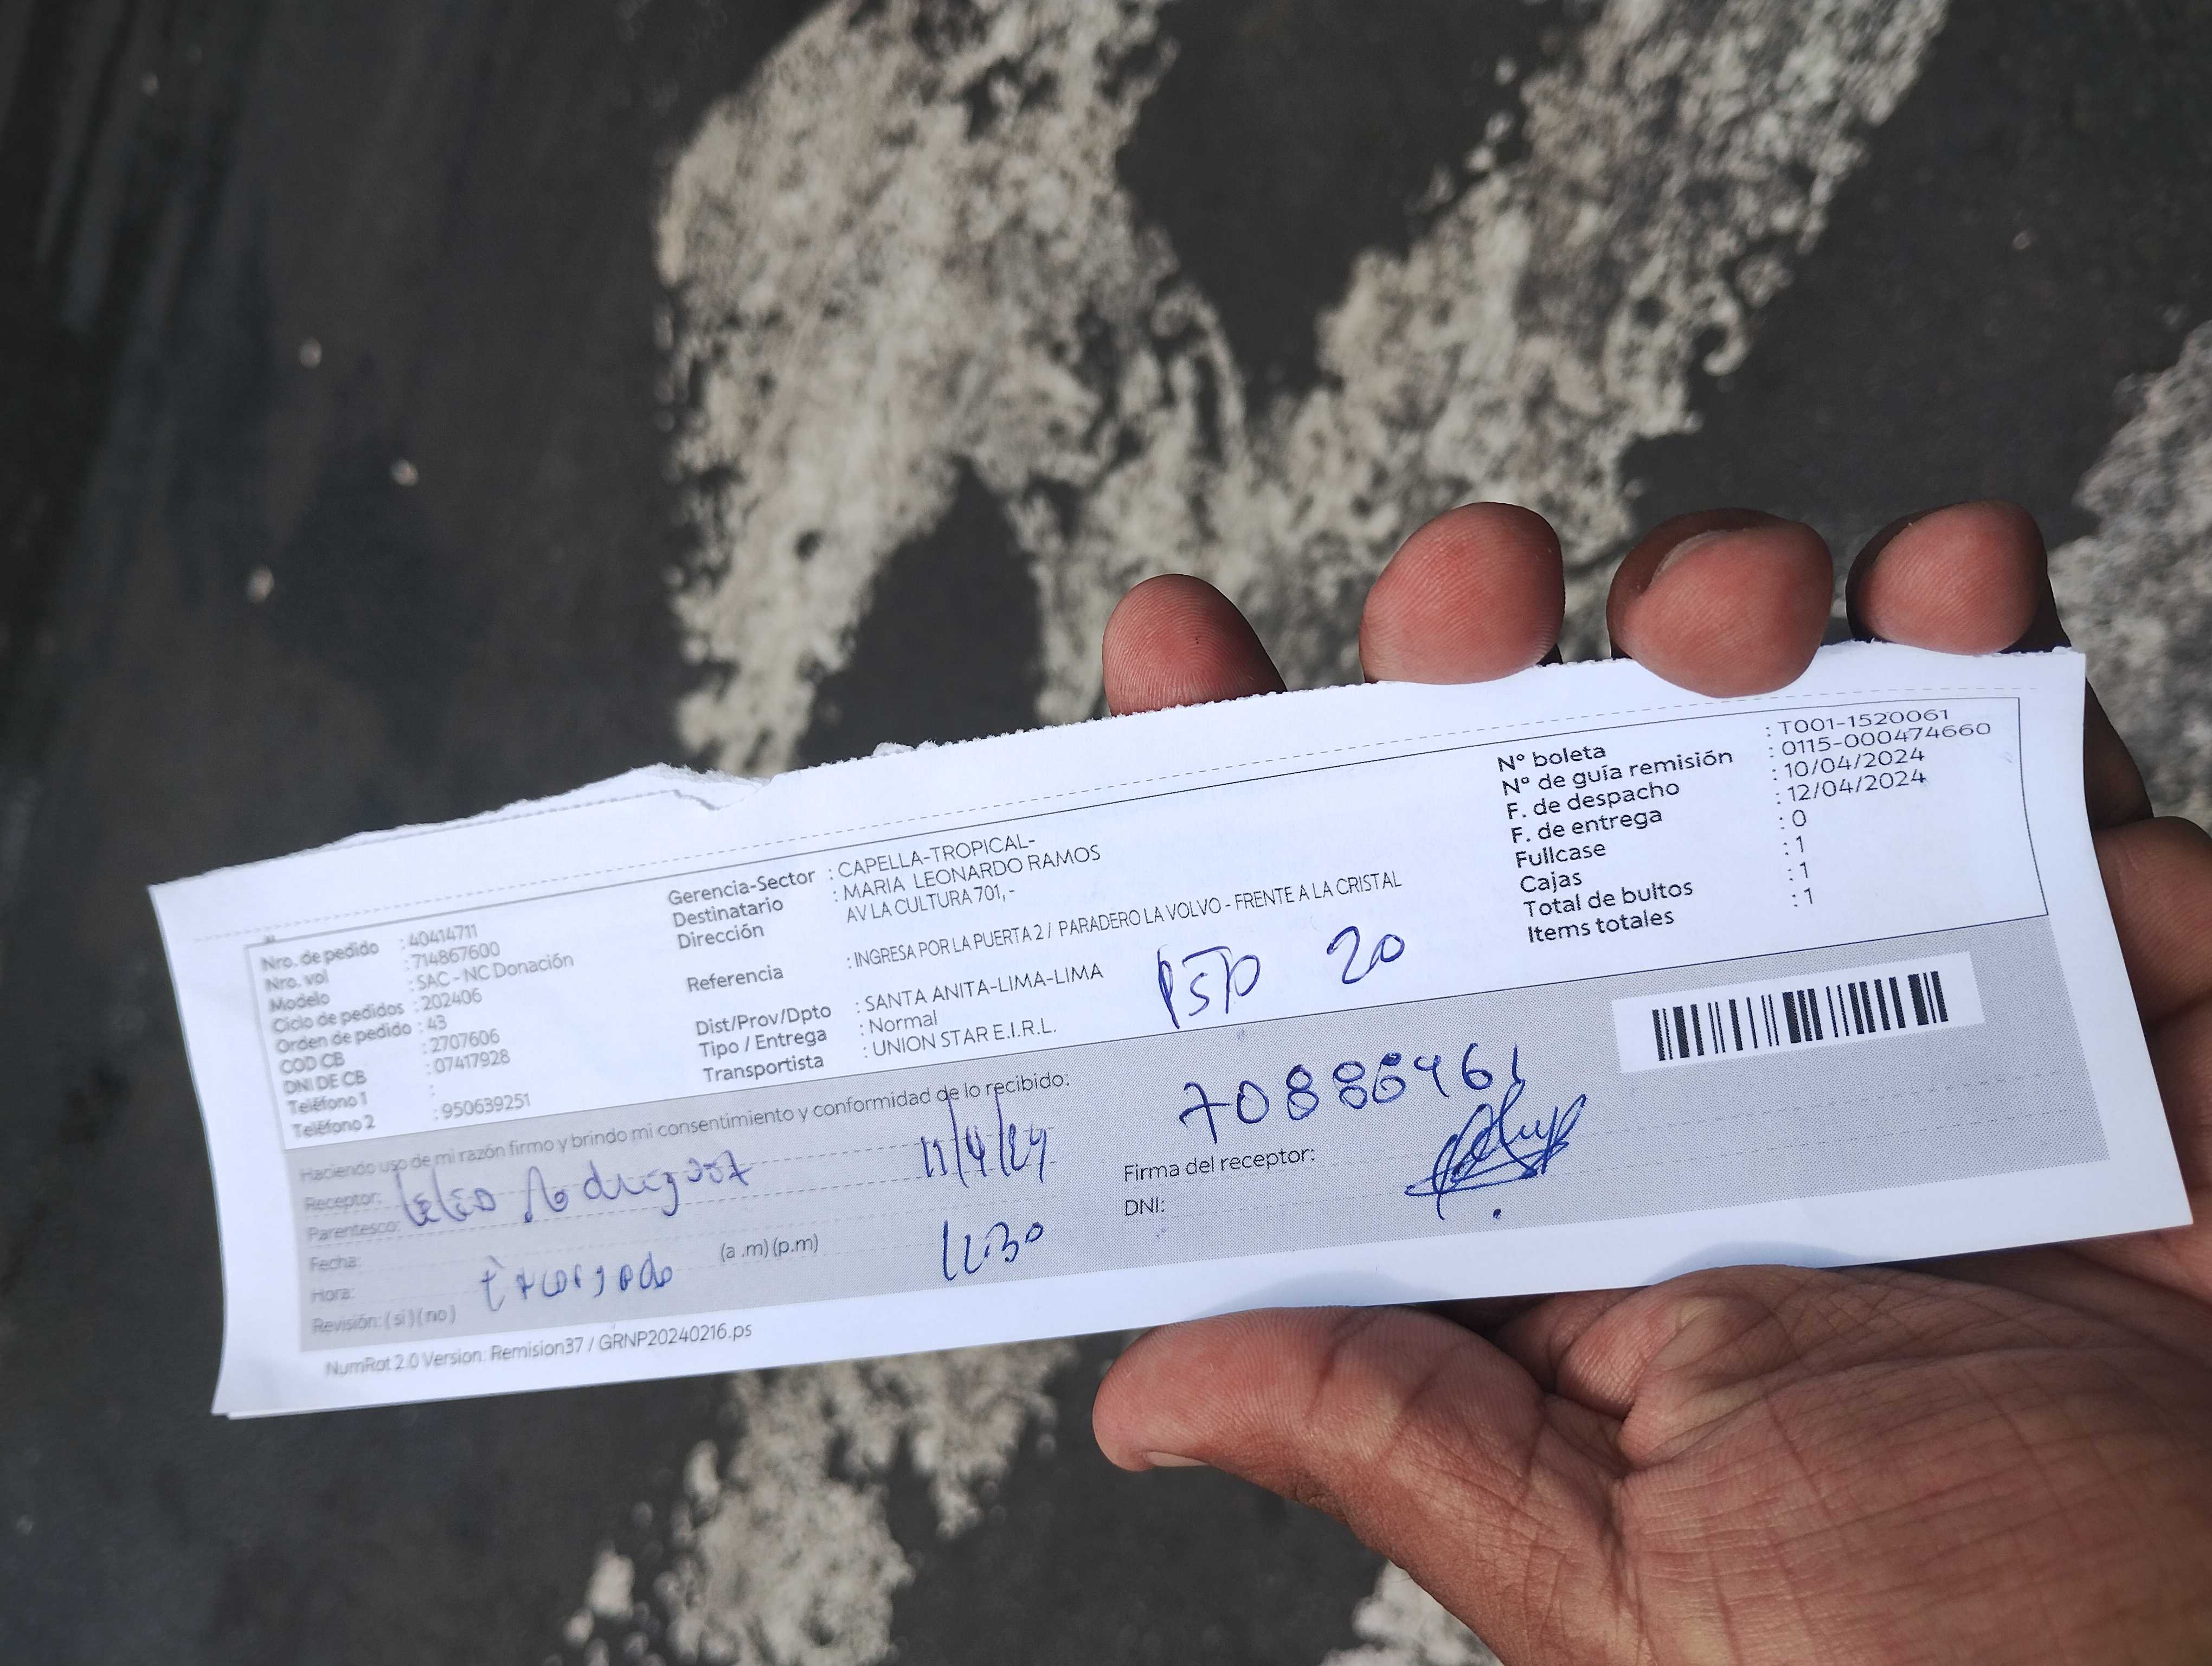 Nro. de pedido : 40414711
Nro. vol : 714867600
Modelo : SAC - NC Donación
Ciclo de pedidos : 202406
Orden de pedido : 43
COD CB : 2707606
DNI DE CB : 07417928
Teléfono 1 :
Teléfono 2 : 950639251
Gerencia-Sector : CAPELLA-TROPICAL-
Destinatario : MARIA LEONARDO RAMOS
Dirección AV LA CULTURA 701,-
Referencia : INGRESA POR LA PUERTA 2 / PARADERO LA VOLVO - FRENTE A LA CRISTAL
Dist/Prov/Dpto : SANTA ANITA-LIMA-LIMA
Tipo / Entrega : Normal
Transportista : UNION STAR E.I.R.L.
N° boleta : T001-1520061
N° de guía remisión : 0115-000474660
F. de despacho : 10/04/2024
F. de entrega : 12/04/2024
Fullcase : 0
Cajas : 1
Total de bultos : 1
Items totales : 1
20
Haciendo uso de mi razón firmo y brindo mi consentimiento y conformidad de lo recibido:
Receptor:
Parentesco:
Fecha: 11/4/24
Hora: (a .m) (p.m) 12:30
Revisión: ( si ) ( no )
Firma del receptor:
DNI:
NumRot 2.0 Version: Remision37 / GRNP20240216.ps